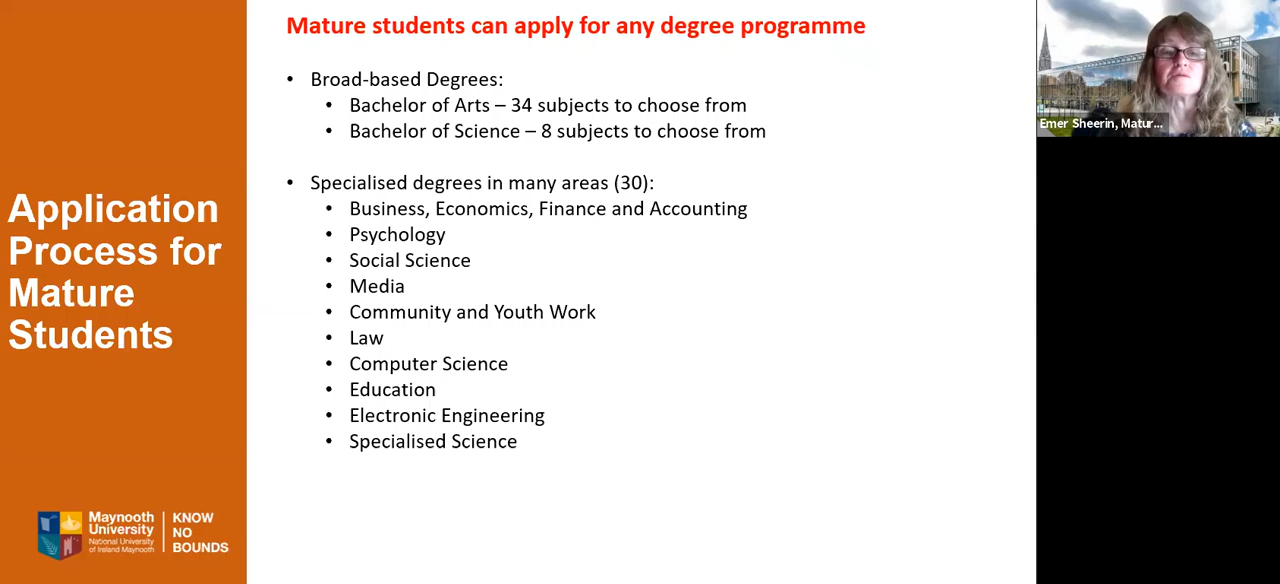 Mature students can apply for any degree programme
• Broad-based Degrees:
• Bachelor of Arts – 34 subjects to choose from
• Bachelor of Science – 8 subjects to choose from
• Specialised degrees in many areas (30):
• Business, Economics, Finance and Accounting
• Psychology
• Social Science
• Media
• Community and Youth Work
• Law
• Computer Science
• Education
• Electronic Engineering
• Specialised Science
Application
Process for
Mature
Students
Maynooth
University
National University
of Ireland Maynooth
KNOW
NO
BOUNDS
Emer Sheerin, Matur...